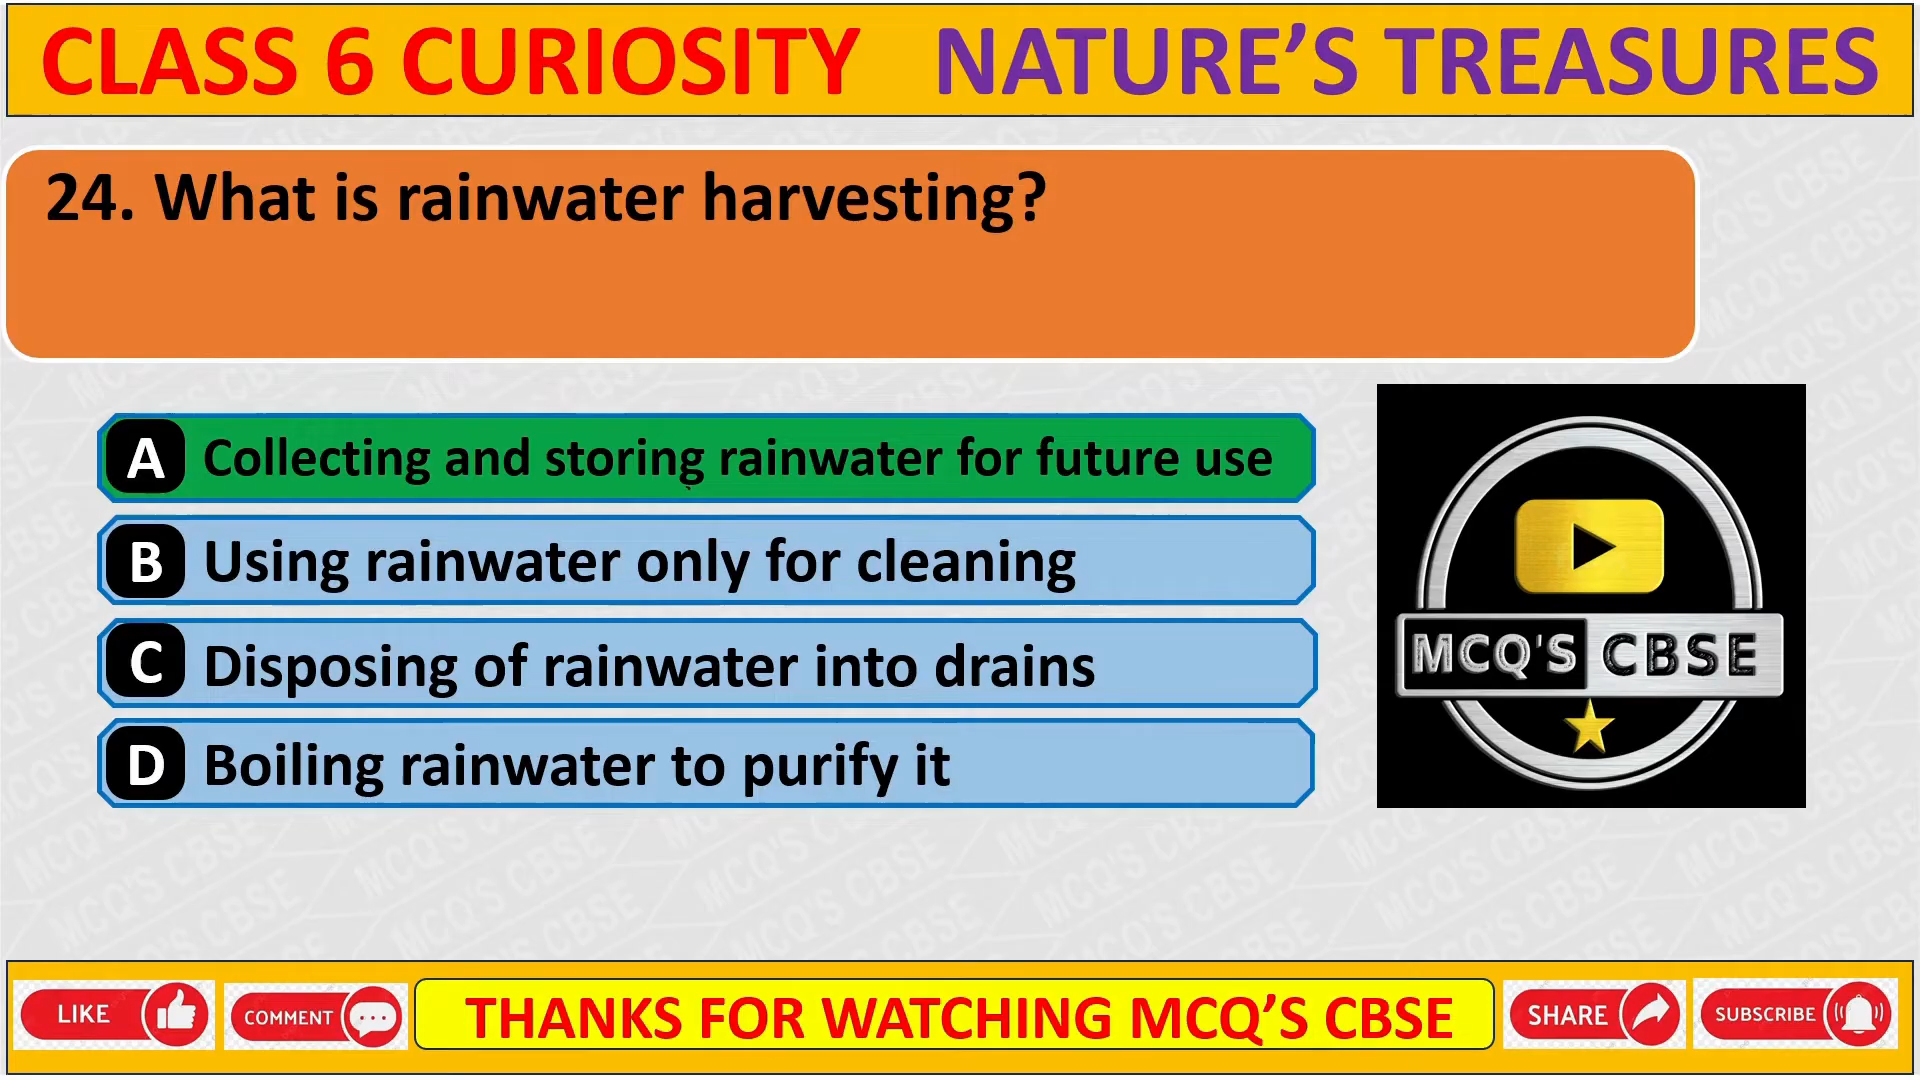 CLASS 6 CURIOSITY NATURE’S TREASURES
24. What is rainwater harvesting?
A Collecting and storing rainwater for future use
B Using rainwater only for cleaning
C Disposing of rainwater into drains
D Boiling rainwater to purify it
MCQ'S CBSE
LIKE
COMMENT
THANKS FOR WATCHING MCQ’S CBSE
SHARE
SUBSCRIBE